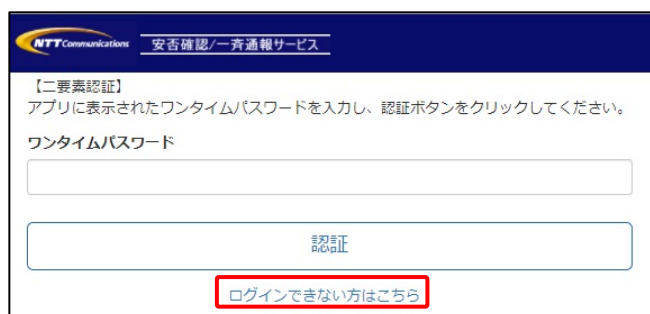 NTT Communications 安否確認/一斉通報サービス
【二要素認証】
アプリに表示されたワンタイムパスワードを入力し、認証ボタンをクリックしてください。
ワンタイムパスワード
認証
ログインできない方はこちら